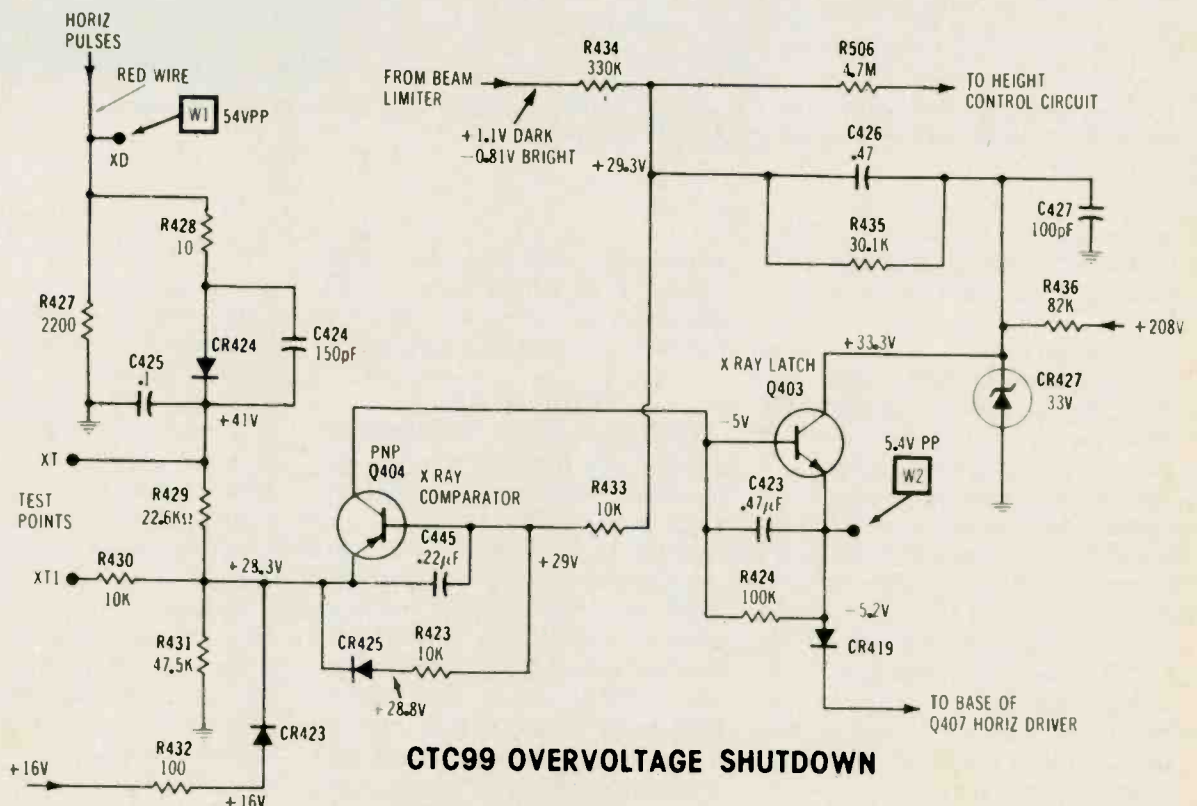 HORIZ
PULSES
RED WIRE
W1 54VPP
XD
R428
10
R427
2200
CR424
C424
150pF
C425
.1
+41V
XT
TEST
POINTS
R429
22.6KΩ
XT1
R430
10K
+28.3V
R431
47.5K
CR423
R432
100
+16V
+16V
FROM BEAM
LIMITER
+1.1V DARK
-0.81V BRIGHT
R434
330K
R506
4.7M
TO HEIGHT
CONTROL CIRCUIT
+29.3V
C426
.47
R435
30.1K
C427
100pF
R436
82K
+208V
+33.3V
X RAY LATCH
Q403
CR427
33V
-5V
5.4V PP
W2
PNP
Q404
X RAY
COMPARATOR
C445
.22µF
R433
10K
+29V
CR425
R423
10K
+28.8V
C423
.47µF
R424
100K
-5.2V
CR419
TO BASE OF
Q407 HORIZ DRIVER
CTC99 OVERVOLTAGE SHUTDOWN